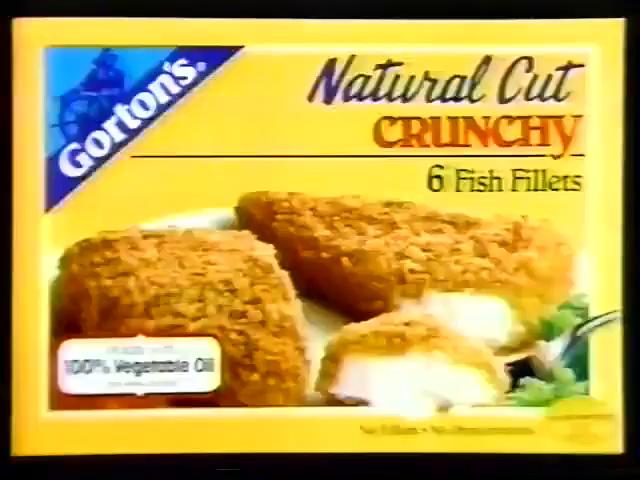 Gorton's®
Natural Cut
CRUNCHY
6 Fish Fillets
100% Vegetable Oil